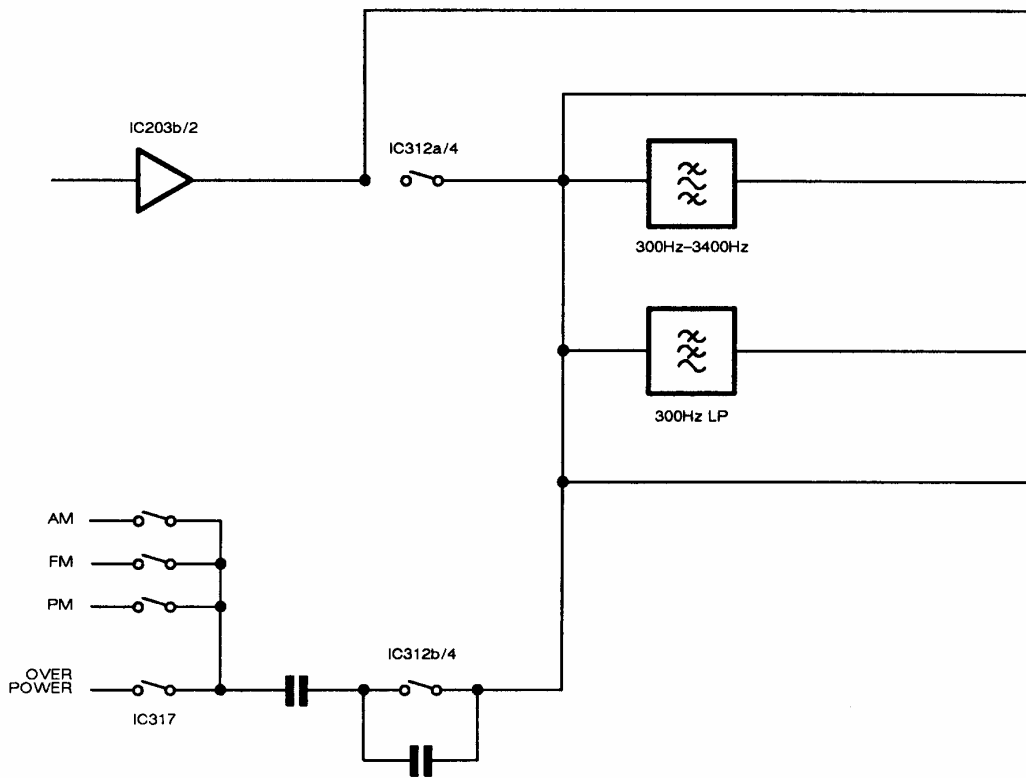 IC203b/2
IC312a/4
300Hz–3400Hz
300Hz LP
AM
FM
PM
OVER
POWER
IC317
IC312b/4